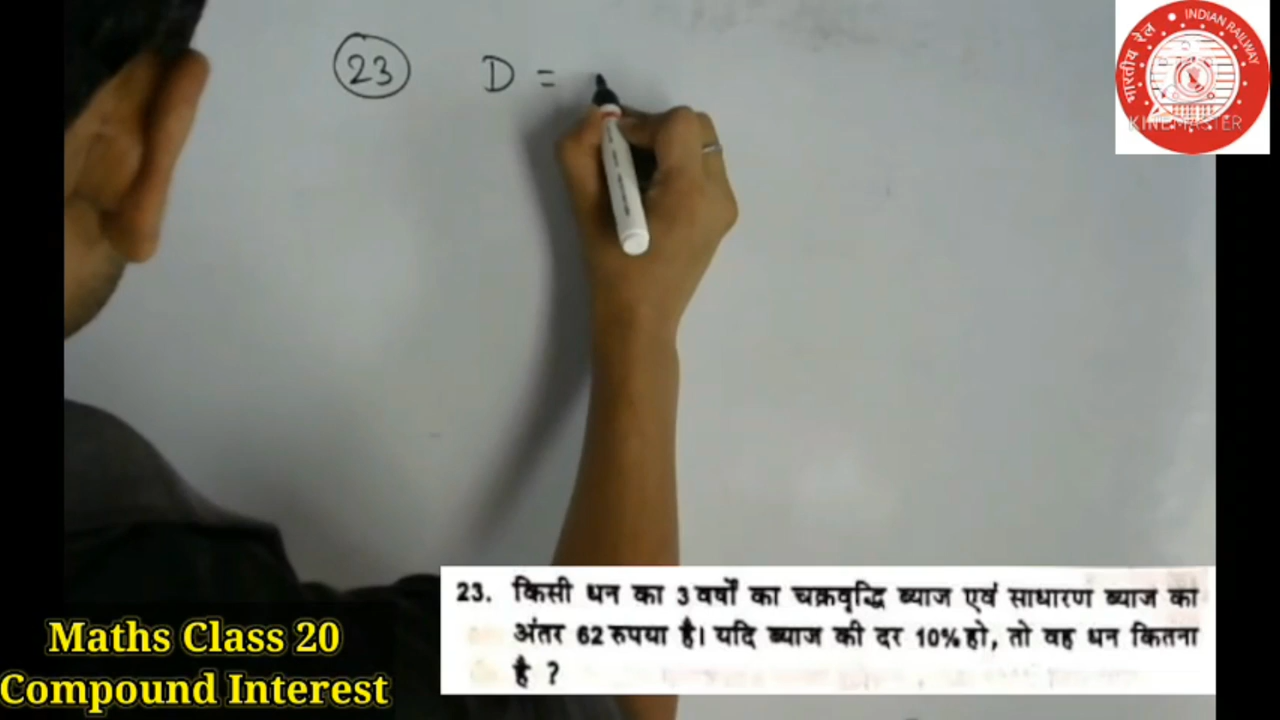 23 D =
भारतीय रेल INDIAN RAILWAY
KINEMASTER
23. किसी धन का 3 वर्षों का चक्रवृद्धि ब्याज एवं साधारण ब्याज का
अंतर 62 रुपया है। यदि ब्याज की दर 10% हो, तो वह धन कितना
है ?
Maths Class 20
Compound Interest